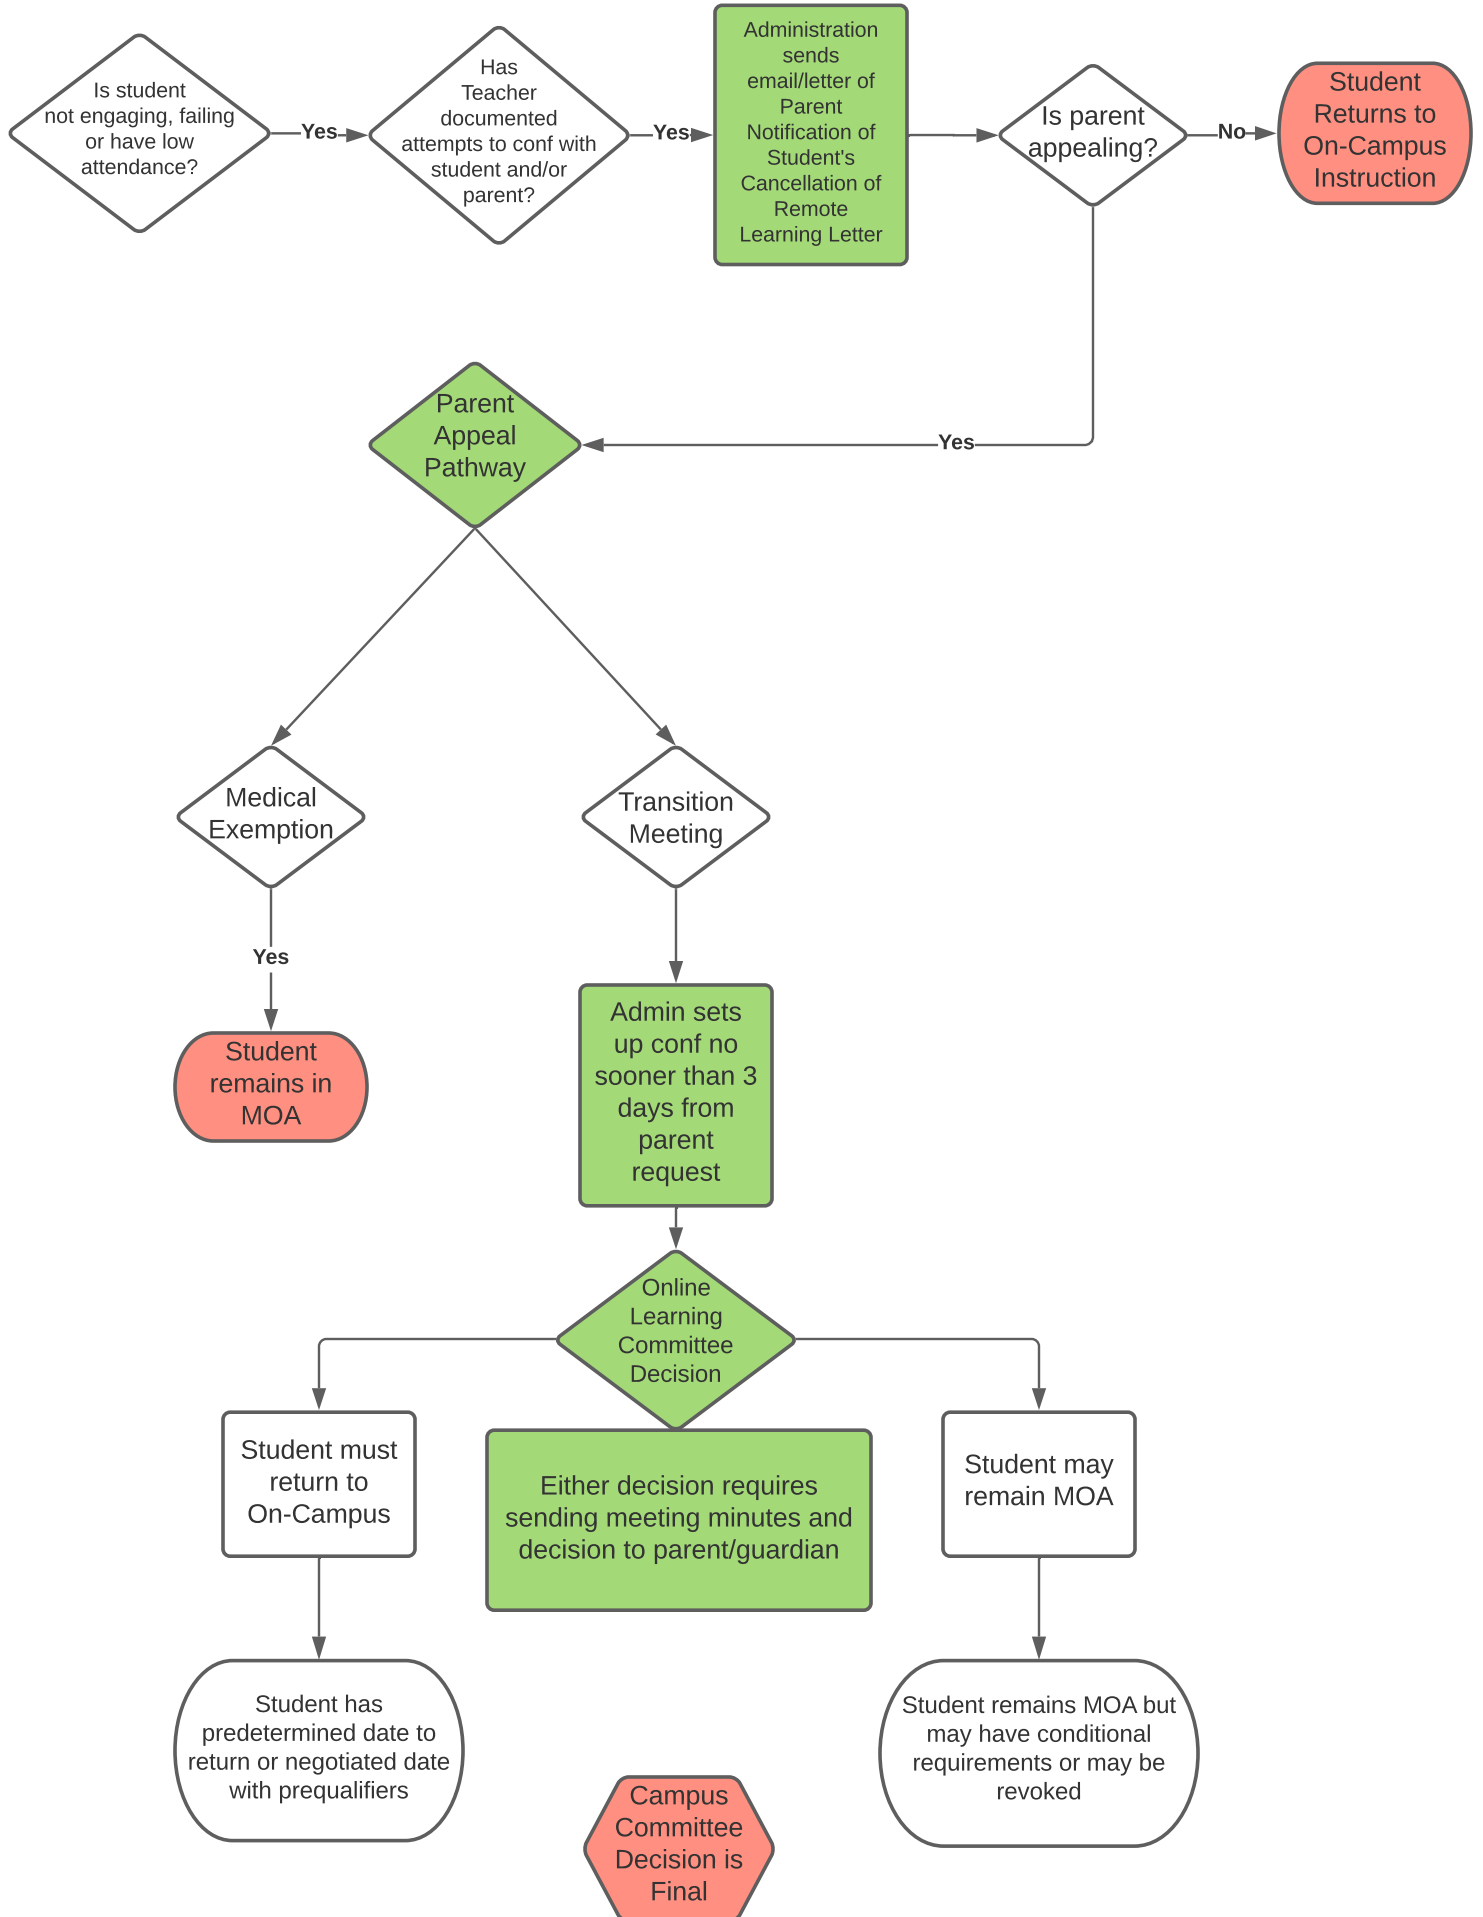 Is student
not engaging, failing
or have low
attendance?
Yes
Has
Teacher
documented
attempts to conf with
student and/or
parent?
Yes
Administration
sends
email/letter of
Parent
Notification of
Student's
Cancellation of
Remote
Learning Letter
Is parent
appealing?
No
Student
Returns to
On-Campus
Instruction
Yes
Parent
Appeal
Pathway
Medical
Exemption
Transition
Meeting
Yes
Student
remains in
MOA
Admin sets
up conf no
sooner than 3
days from
parent
request
Online
Learning
Committee
Decision
Student must
return to
On-Campus
Either decision requires
sending meeting minutes and
decision to parent/guardian
Student may
remain MOA
Student has
predetermined date to
return or negotiated date
with prequalifiers
Student remains MOA but
may have conditional
requirements or may be
revoked
Campus
Committee
Decision is
Final